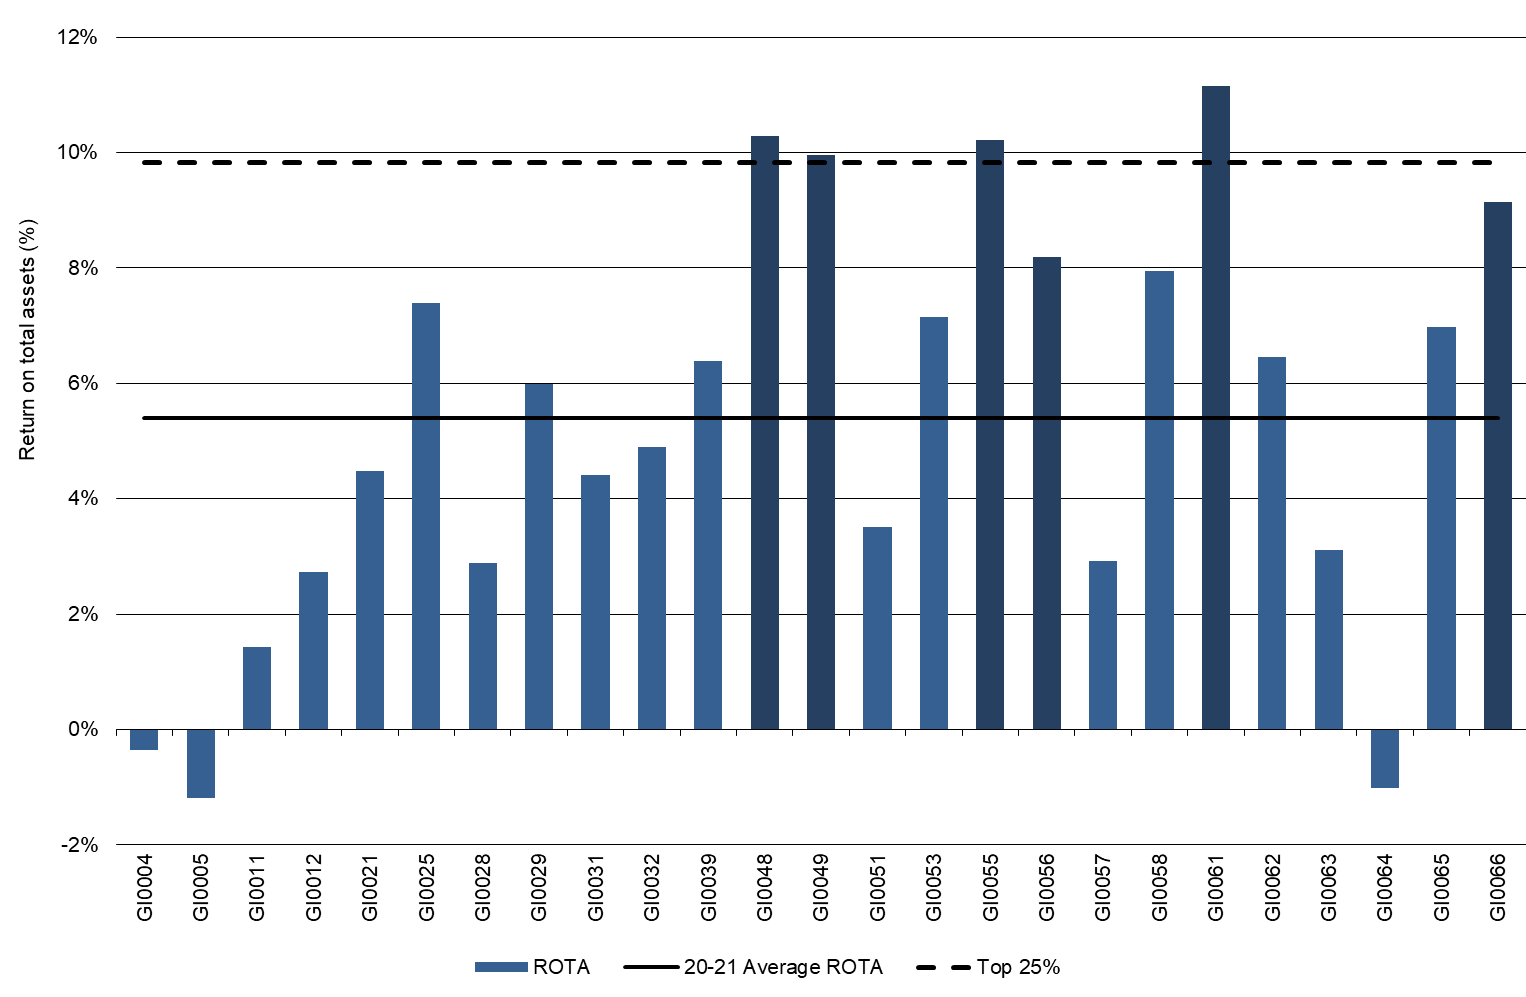 12%
10%
8%
6%
4%
2%
0%
-2%
Return on total assets (%)
GI0004
GI0005
GI0011
GI0012
GI0021
GI0025
GI0028
GI0029
GI0031
GI0032
GI0039
GI0048
GI0049
GI0051
GI0053
GI0055
GI0056
GI0057
GI0058
GI0061
GI0062
GI0063
GI0064
GI0065
GI0066
ROTA
20-21 Average ROTA
Top 25%